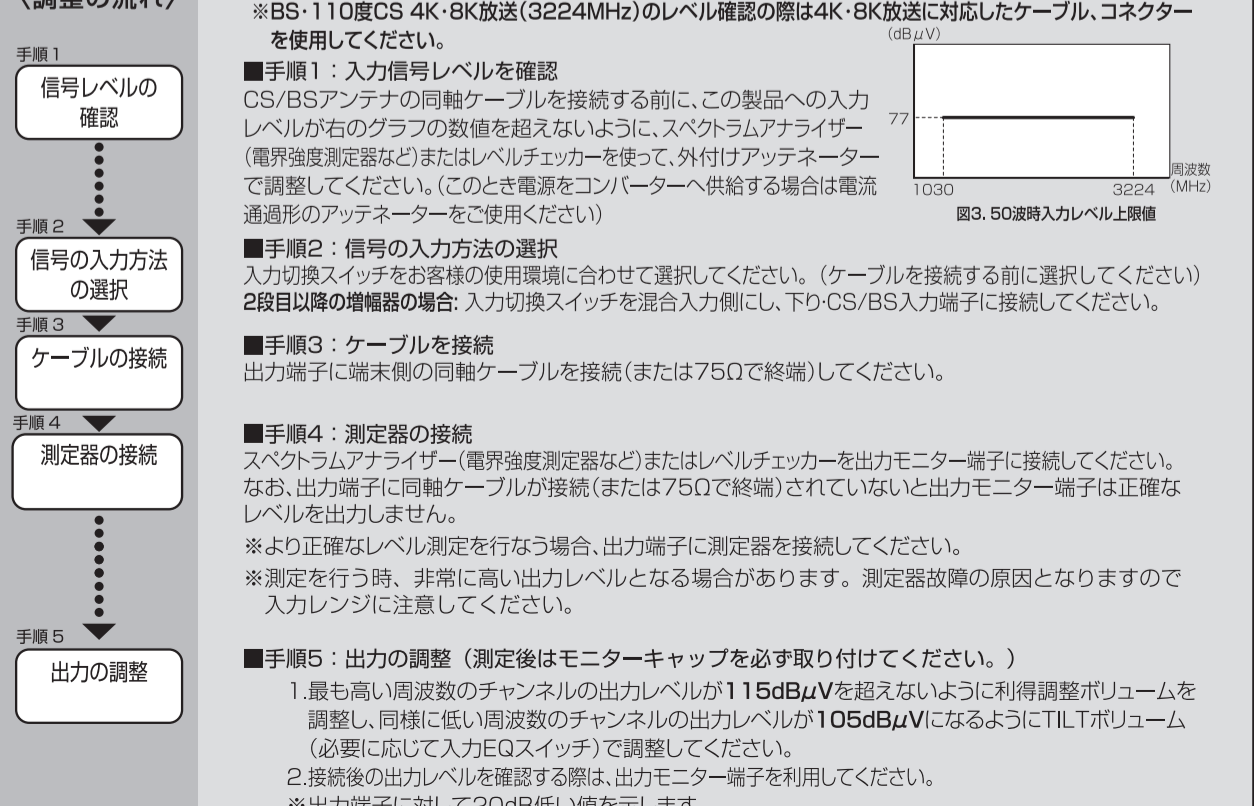 〈調整の流れ〉
手順1
信号レベルの
確認
手順2
信号の入力方法
の選択
手順3
ケーブルの接続
手順4
測定器の接続
手順5
出力の調整
※BS・110度CS 4K・8K放送(3224MHz)のレベル確認の際は4K・8K放送に対応したケーブル、コネクター
を使用してください。
■手順1：入力信号レベルを確認
CS/BSアンテナの同軸ケーブルを接続する前に、この製品への入力
レベルが右のグラフの数値を超えないように、スペクトラムアナライザー
(電界強度測定器など)またはレベルチェッカーを使って、外付けアッテネーター
で調整してください。(このとき電源をコンバーターへ供給する場合は電流
通過形のアッテネーターをご使用ください)
(dBμV)
77
1030
3224
周波数
(MHz)
図3. 50波時入力レベル上限値
■手順2：信号の入力方法の選択
入力切換スイッチをお客様の使用環境に合わせて選択してください。(ケーブルを接続する前に選択してください)
2段目以降の増幅器の場合: 入力切換スイッチを混合入力側にし、下り・CS/BS入力端子に接続してください。
■手順3：ケーブルを接続
出力端子に端末側の同軸ケーブルを接続(または75Ωで終端)してください。
■手順4：測定器の接続
スペクトラムアナライザー(電界強度測定器など)またはレベルチェッカーを出力モニター端子に接続してください。
なお、出力端子に同軸ケーブルが接続(または75Ωで終端)されていないと出力モニター端子は正確な
レベルを出力しません。
※より正確なレベル測定を行なう場合、出力端子に測定器を接続してください。
※測定を行う時、非常に高い出力レベルとなる場合があります。測定器故障の原因となりますので
入力レンジに注意してください。
■手順5：出力の調整（測定後はモニターキャップを必ず取り付けてください。）
1.最も高い周波数のチャンネルの出力レベルが115dBμVを超えないように利得調整ボリュームを
調整し、同様に低い周波数のチャンネルの出力レベルが105dBμVになるようにTILTボリューム
(必要に応じて入力EQスイッチ)で調整してください。
2.接続後の出力レベルを確認する際は、出力モニター端子を利用してください。
※出力端子に対して20dB低い値を示します。